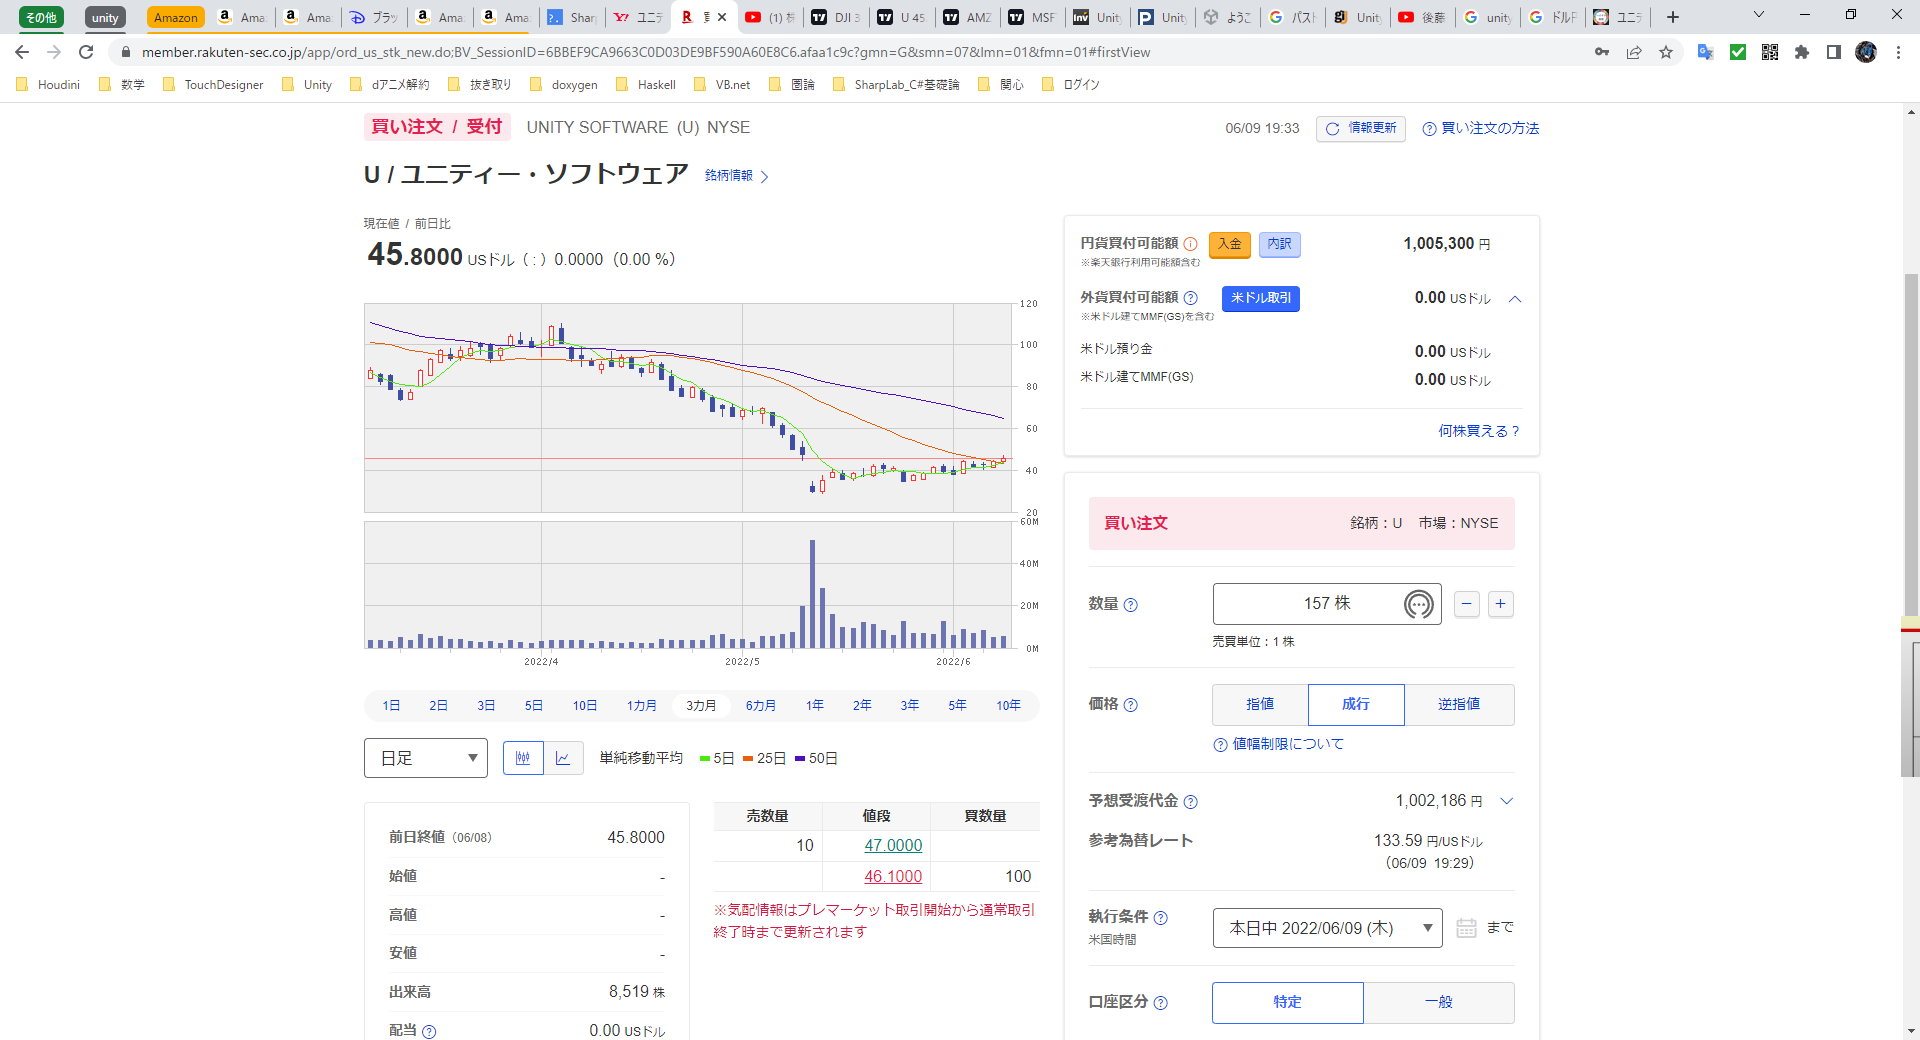 その他
unity
Amazon
Ama
Ama
ブラッ
Ama
Ama
Shar
ユニテ
(1) 杉
DJI 3
U 45.
AMZ
MSF
Unity
Unity
ようこ
パスト
Unity
後藤
unity
ドルF
ユニテ
member.rakuten-sec.co.jp/app/ord_us_stk_new.do;BV_SessionID=6BBEF9CA9663C0D03DE9BF590A60E8C6.afaa1c9c?gmn=G&smn=07&lmn=01&fmn=01#firstView
Houdini 数学 TouchDesigner Unity dアニメ解約 抜き取り doxygen Haskell VB.net 圏論 SharpLab_C#基礎論 関心 ログイン
買い注文 / 受付 UNITY SOFTWARE (U) NYSE
06/09 19:33 情報更新 買い注文の方法
U / ユニティー・ソフトウェア 銘柄情報
現在値 / 前日比
45.8000 USドル ( : ) 0.0000 (0.00 %)
120
100
80
60
40
20
60M
40M
20M
0M
2022/4 2022/5 2022/6
1日 2日 3日 5日 10日 1カ月 3カ月 6カ月 1年 2年 3年 5年 10年
日足 単純移動平均 5日 25日 50日
前日終値 (06/08) 45.8000
始値 -
高値 -
安値 -
出来高 8,519 株
配当 0.00 USドル
売数量 値段 買数量
10 47.0000
46.1000 100
※気配情報はプレマーケット取引開始から通常取引
終了時まで更新されます
円貨買付可能額 入金 内訳 1,005,300 円
※楽天銀行利用可能額含む
外貨買付可能額 米ドル取引 0.00 USドル
※米ドル建てMMF(GS)を含む
米ドル預り金 0.00 USドル
米ドル建てMMF(GS) 0.00 USドル
何株買える?
買い注文 銘柄:U 市場:NYSE
数量 157 株 − +
売買単位:1 株
価格 指値 成行 逆指値
値幅制限について
予想受渡代金 1,002,186 円
参考為替レート 133.59 円/USドル
(06/09 19:29)
執行条件 本日中 2022/06/09 (木) まで
米国時間
口座区分 特定 一般